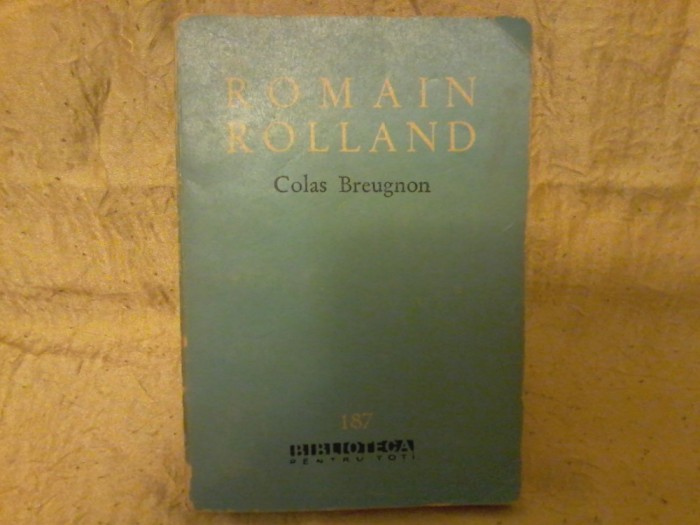 ROMAIN
ROLLAND
Colas Breugnon
187
BIBLIOTECA
PENTRU TOȚI